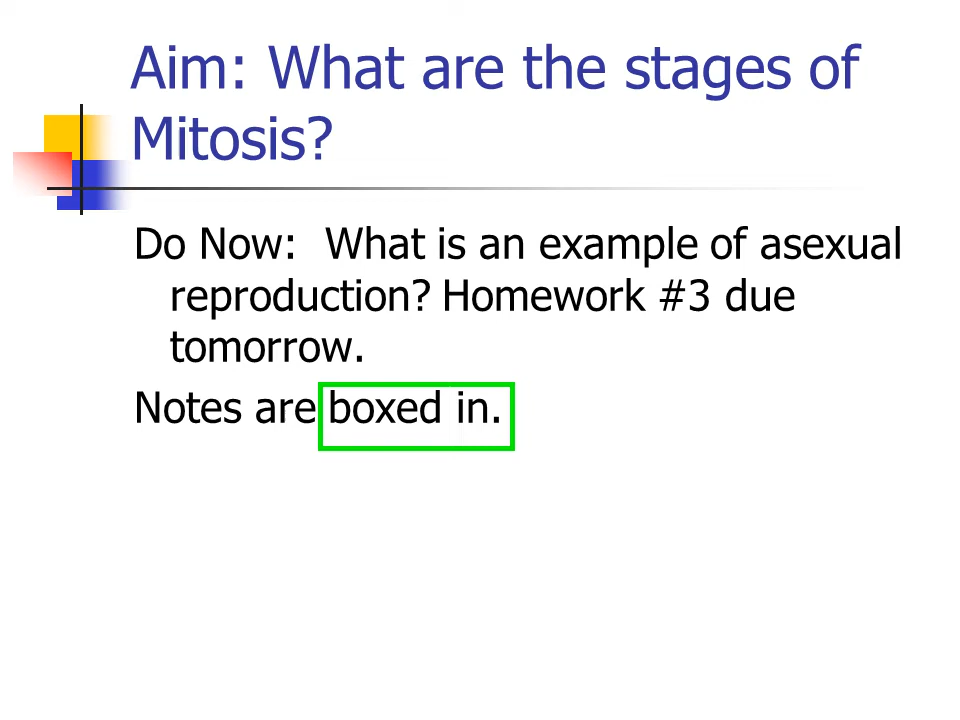 Aim: What are the stages of
Mitosis?
Do Now:  What is an example of asexual
reproduction? Homework #3 due
tomorrow.
Notes are boxed in.